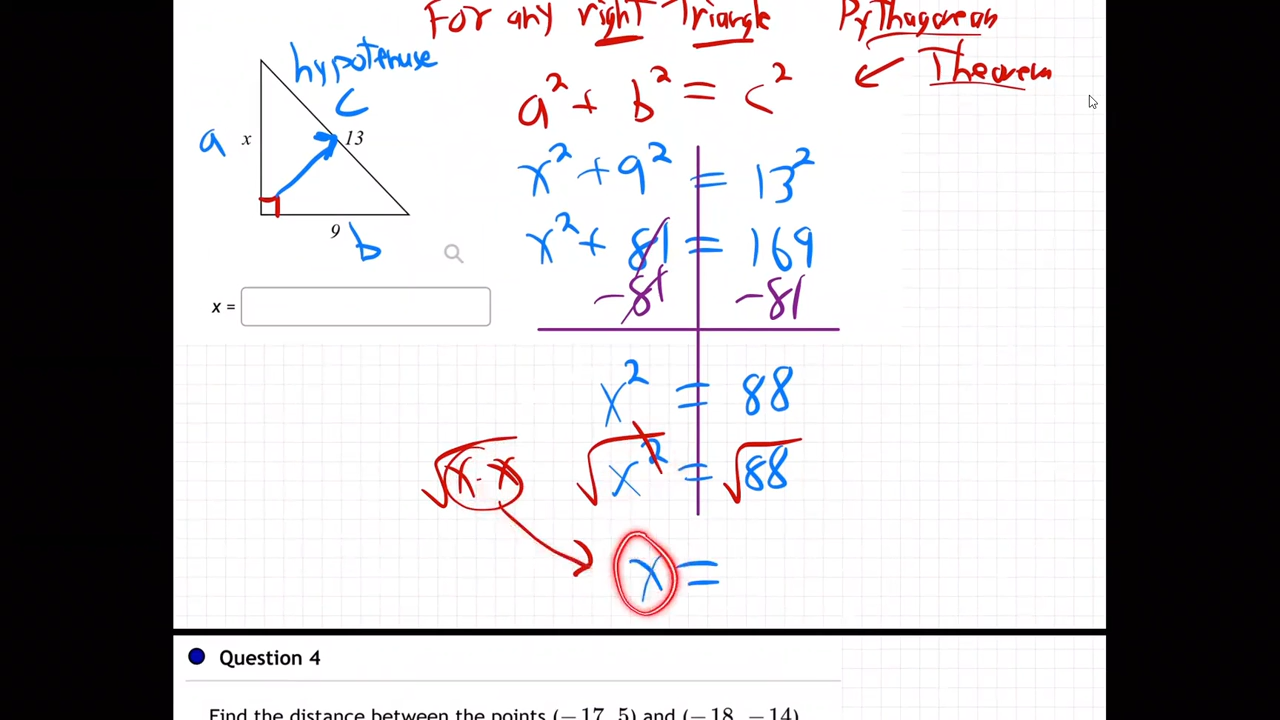 For any right Triangle Pythagorean
Theorem
hypotenuse
c
a² + b² = c²
a x 13
x² + 9² = 13²
9 b
x² + 81 = 169
-81 -81
x =
x² = 88
√x·x √x² = √88
x =
Question 4
Find the distance between the points (−17, 5) and (−18, −14)